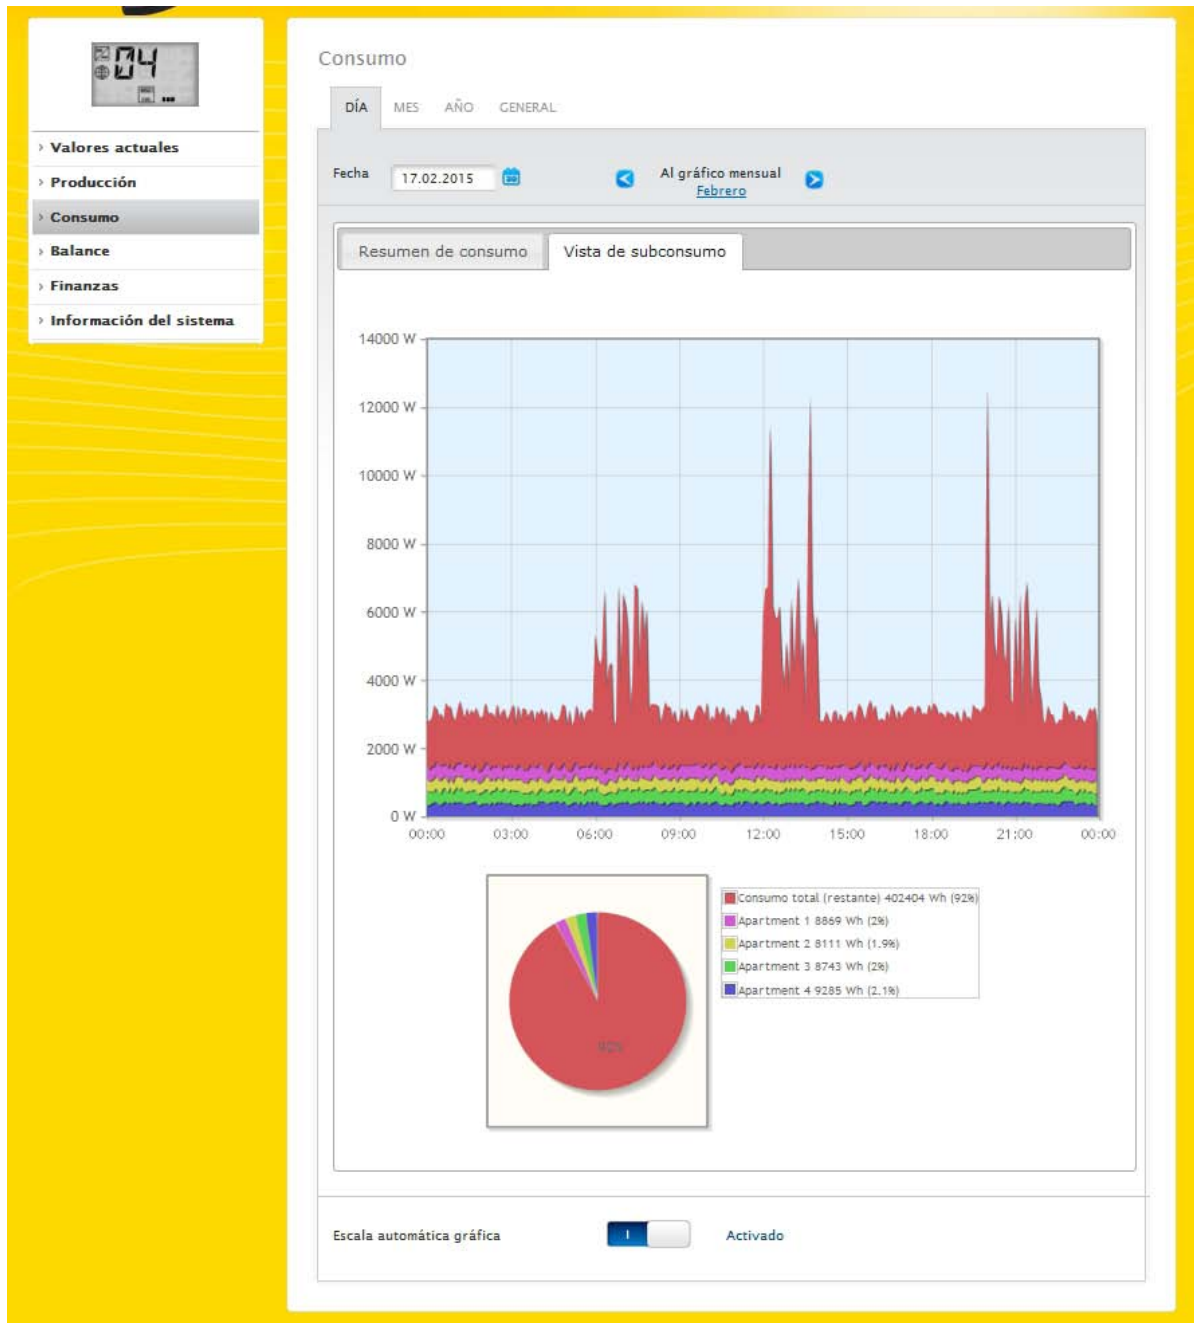 04
Valores actuales
Producción
Consumo
Balance
Finanzas
Información del sistema
Consumo
DÍA MES AÑO GENERAL
Fecha 17.02.2015 Al gráfico mensual
Febrero
Resumen de consumo Vista de subconsumo
14000 W
12000 W
10000 W
8000 W
6000 W
4000 W
2000 W
0 W
00:00 03:00 06:00 09:00 12:00 15:00 18:00 21:00 00:00
92%
Consumo total (restante) 402404 Wh (92%)
Apartment 1 8869 Wh (2%)
Apartment 2 8111 Wh (1.9%)
Apartment 3 8743 Wh (2%)
Apartment 4 9285 Wh (2.1%)
Escala automática gráfica I Activado